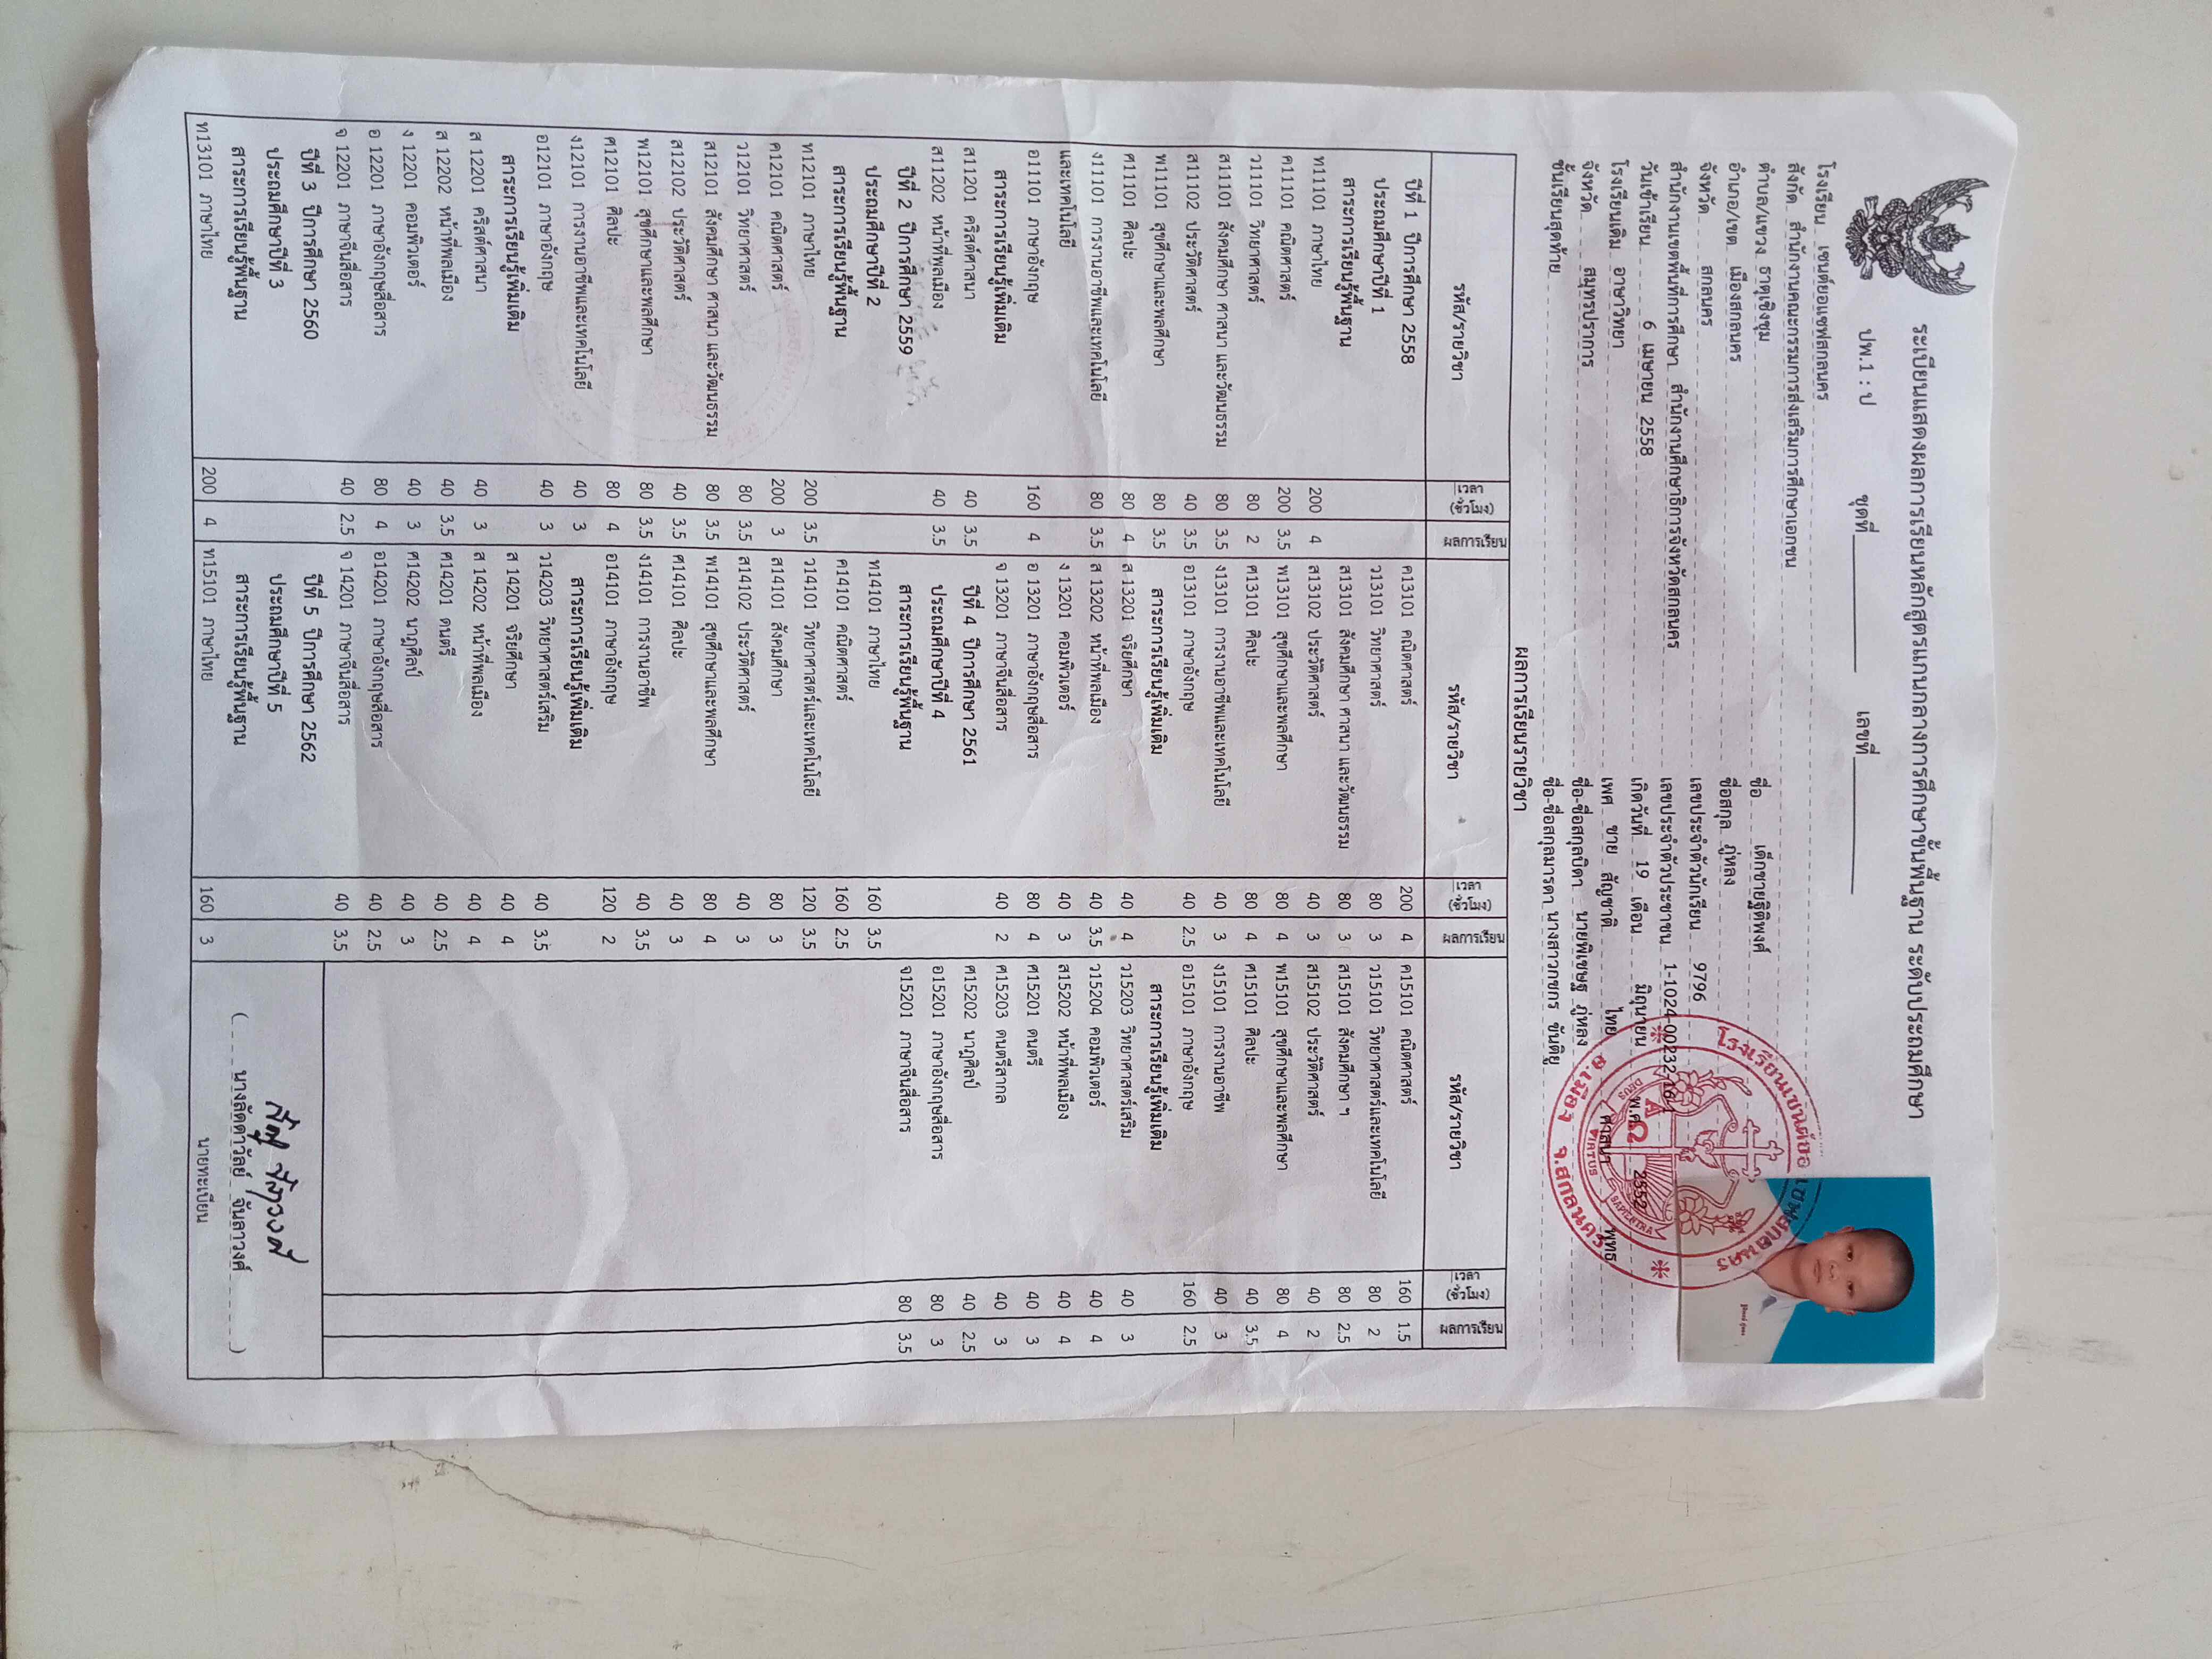 ระเบียนแสดงผลการเรียนหลักสูตรแกนกลางการศึกษาขั้นพื้นฐาน ระดับประถมศึกษา
ปพ.1 : ป ชุดที่ เลขที่
โรงเรียน เซนต์ยอแซฟสกลนคร
สังกัด สำนักงานคณะกรรมการส่งเสริมการศึกษาเอกชน
ตำบล/แขวง ธาตุเชิงชุม
อำเภอ/เขต เมืองสกลนคร
จังหวัด สกลนคร
สำนักงานเขตพื้นที่การศึกษา สำนักงานศึกษาธิการจังหวัดสกลนคร
วันเข้าเรียน 6 เมษายน 2558
โรงเรียนเดิม อาษาวิทยา
จังหวัด สมุทรปราการ
ชั้นเรียนสุดท้าย
ชื่อ เด็กชายฐิติพงศ์
ชื่อสกุล ภู่หลง
เลขประจำตัวนักเรียน 9796
เลขประจำตัวประชาชน 1-1024-00232-16-1
เกิดวันที่ 19 เดือน มิถุนายน พ.ศ. 2552
เพศ ชาย สัญชาติ ไทย ศาสนา พุทธ
ชื่อ-ชื่อสกุลบิดา นายพิเชษฐ ภู่หลง
ชื่อ-ชื่อสกุลมารดา นางสาวกชกร ขันติยู
ผลการเรียนรายวิชา
รหัส/รายวิชา เวลา (ชั่วโมง) ผลการเรียน
ปีที่ 1 ปีการศึกษา 2558
ประถมศึกษาปีที่ 1
สาระการเรียนรู้พื้นฐาน
ท11101 ภาษาไทย 200 4
ค11101 คณิตศาสตร์ 200 3.5
ว11101 วิทยาศาสตร์ 80 2
ส11101 สังคมศึกษา ศาสนา และวัฒนธรรม 80 3.5
ส11102 ประวัติศาสตร์ 40 3.5
พ11101 สุขศึกษาและพลศึกษา 80 3.5
ศ11101 ศิลปะ 80 4
ง11101 การงานอาชีพและเทคโนโลยี 80 3.5
และเทคโนโลยี
อ11101 ภาษาอังกฤษ 160 4
สาระการเรียนรู้เพิ่มเติม
ส11201 คริสต์ศาสนา 40 3.5
ส11202 หน้าที่พลเมือง 40 3.5
ปีที่ 2 ปีการศึกษา 2559
ประถมศึกษาปีที่ 2
สาระการเรียนรู้พื้นฐาน
ท12101 ภาษาไทย 200 3.5
ค12101 คณิตศาสตร์ 200 3
ว12101 วิทยาศาสตร์ 80 3.5
ส12101 สังคมศึกษา ศาสนา และวัฒนธรรม 80 3.5
ส12102 ประวัติศาสตร์ 40 3.5
พ12101 สุขศึกษาและพลศึกษา 80 3.5
ศ12101 ศิลปะ 80 4
ง12101 การงานอาชีพและเทคโนโลยี 40 3
อ12101 ภาษาอังกฤษ 40 3
สาระการเรียนรู้เพิ่มเติม
ส 12201 คริสต์ศาสนา 40 3
ส 12202 หน้าที่พลเมือง 40 3.5
ง 12201 คอมพิวเตอร์ 40 3
อ 12201 ภาษาอังกฤษสื่อสาร 80 4
จ 12201 ภาษาจีนสื่อสาร 40 2.5
ปีที่ 3 ปีการศึกษา 2560
ประถมศึกษาปีที่ 3
สาระการเรียนรู้พื้นฐาน
ท13101 ภาษาไทย 200 4
รหัส/รายวิชา เวลา (ชั่วโมง) ผลการเรียน
ค13101 คณิตศาสตร์ 200 4
ว13101 วิทยาศาสตร์ 80 3
ส13101 สังคมศึกษา ศาสนา และวัฒนธรรม 80 3
ส13102 ประวัติศาสตร์ 40 3
พ13101 สุขศึกษาและพลศึกษา 80 4
ศ13101 ศิลปะ 80 4
ง13101 การงานอาชีพและเทคโนโลยี 40 3
อ13101 ภาษาอังกฤษ 40 2.5
สาระการเรียนรู้เพิ่มเติม
ส 13201 จริยศึกษา 40 4
ส 13202 หน้าที่พลเมือง 40 3.5
ง 13201 คอมพิวเตอร์ 40 3
อ 13201 ภาษาอังกฤษสื่อสาร 80 4
จ 13201 ภาษาจีนสื่อสาร 40 2
ปีที่ 4 ปีการศึกษา 2561
ประถมศึกษาปีที่ 4
สาระการเรียนรู้พื้นฐาน
ท14101 ภาษาไทย 160 3.5
ค14101 คณิตศาสตร์ 160 2.5
ว14101 วิทยาศาสตร์และเทคโนโลยี 120 3.5
ส14101 สังคมศึกษา 80 3
ส14102 ประวัติศาสตร์ 40 3
พ14101 สุขศึกษาและพลศึกษา 80 4
ศ14101 ศิลปะ 40 3
ง14101 การงานอาชีพ 40 3.5
อ14101 ภาษาอังกฤษ 120 2
สาระการเรียนรู้เพิ่มเติม
ว14203 วิทยาศาสตร์เสริม 40 3.5
ส 14201 จริยศึกษา 40 4
ส 14202 หน้าที่พลเมือง 40 4
ศ14201 ดนตรี 40 2.5
ศ14202 นาฏศิลป์ 40 3
อ14201 ภาษาอังกฤษสื่อสาร 40 2.5
จ 14201 ภาษาจีนสื่อสาร 40 3.5
ปีที่ 5 ปีการศึกษา 2562
ประถมศึกษาปีที่ 5
สาระการเรียนรู้พื้นฐาน
ท15101 ภาษาไทย 160 3
รหัส/รายวิชา เวลา (ชั่วโมง) ผลการเรียน
ค15101 คณิตศาสตร์ 160 1.5
ว15101 วิทยาศาสตร์และเทคโนโลยี 80 2
ส15101 สังคมศึกษา ฯ 80 2.5
ส15102 ประวัติศาสตร์ 40 2
พ15101 สุขศึกษาและพลศึกษา 80 4
ศ15101 ศิลปะ 40 3.5
ง15101 การงานอาชีพ 40 3
อ15101 ภาษาอังกฤษ 160 2.5
สาระการเรียนรู้เพิ่มเติม
ว15203 วิทยาศาสตร์เสริม 40 3
ว15204 คอมพิวเตอร์ 40 4
ส15202 หน้าที่พลเมือง 40 4
ศ15201 ดนตรี 40 3
ศ15203 ดนตรีสากล 40 3
ศ15202 นาฏศิลป์ 40 2.5
อ15201 ภาษาอังกฤษสื่อสาร 80 3
จ15201 ภาษาจีนสื่อสาร 80 3.5
( นางลัดดาวัลย์ จันลาวงศ์ )
นายทะเบียน
DEUS VIRTUS SAPIENTIA
อ.เมือง จ.สกลนคร